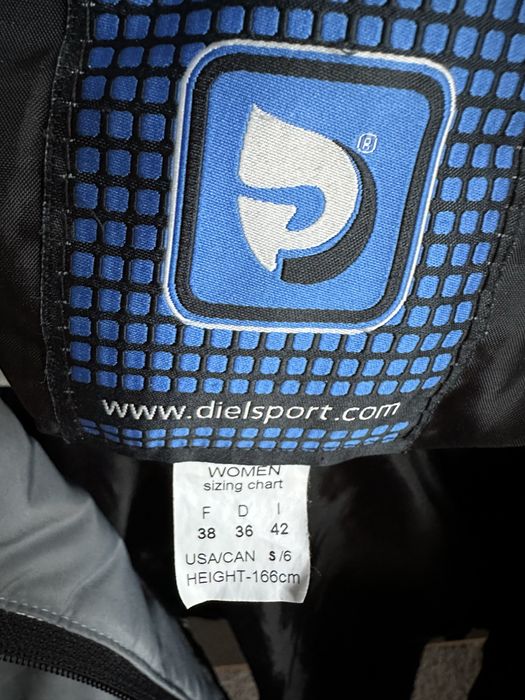 ®
www.dielsport.com
WOMEN
sizing chart
F D I
38 36 42
USA/CAN S/6
HEIGHT-166cm